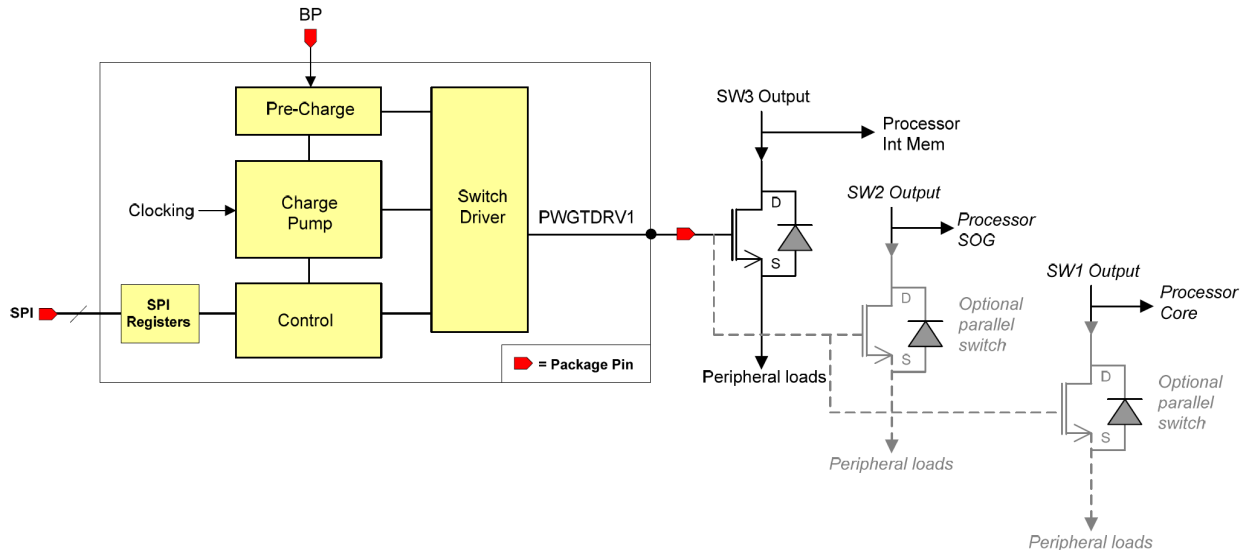 BP
Pre-Charge
Clocking
Charge
Pump
Switch
Driver
PWGTDRV1
SPI
SPI
Registers
Control
= Package Pin
SW3 Output
Processor
Int Mem
D
S
Peripheral loads
SW2 Output
Processor
SOG
D
S
Optional
parallel
switch
Peripheral loads
SW1 Output
Processor
Core
D
S
Optional
parallel
switch
Peripheral loads